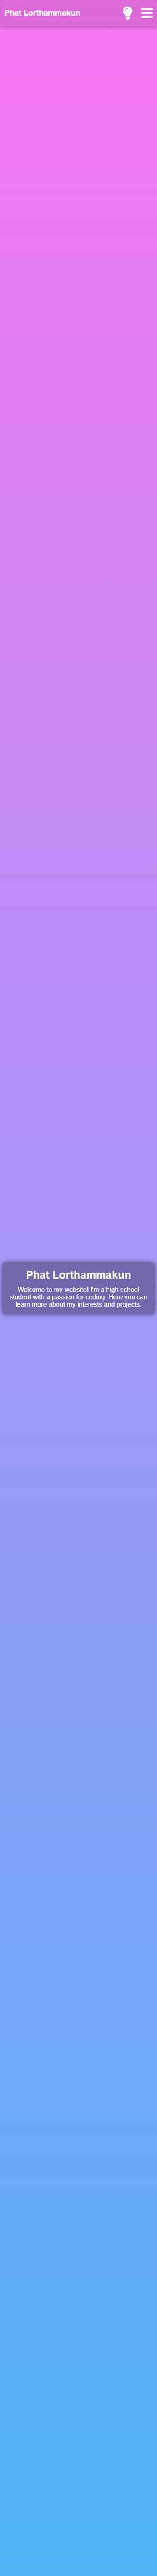 Phat Lorthammakun
Phat Lorthammakun
Welcome to my website! I'm a high school
student with a passion for coding. Here you can
learn more about my interests and projects.